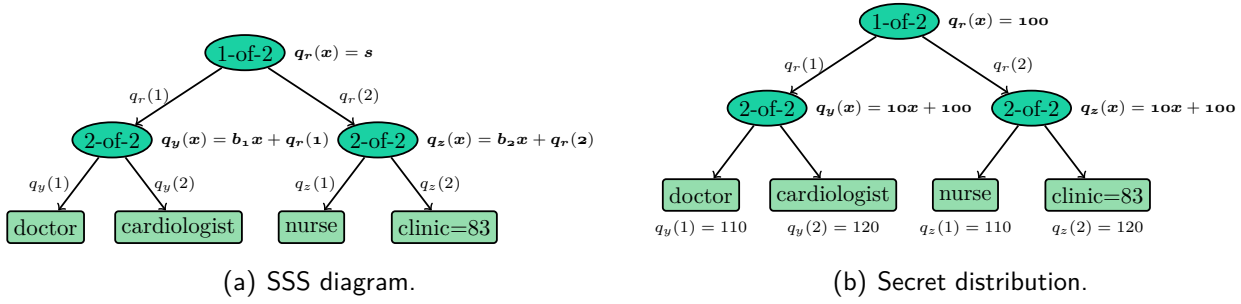 1-of-2 q_r(x) = s
q_r(1) q_r(2)
2-of-2 q_y(x) = b_1x + q_r(1) 2-of-2 q_z(x) = b_2x + q_r(2)
q_y(1) q_y(2) q_z(1) q_z(2)
doctor cardiologist nurse clinic=83
(a) SSS diagram.
1-of-2 q_r(x) = 100
q_r(1) q_r(2)
2-of-2 q_y(x) = 10x + 100 2-of-2 q_z(x) = 10x + 100
doctor cardiologist nurse clinic=83
q_y(1) = 110 q_y(2) = 120 q_z(1) = 110 q_z(2) = 120
(b) Secret distribution.